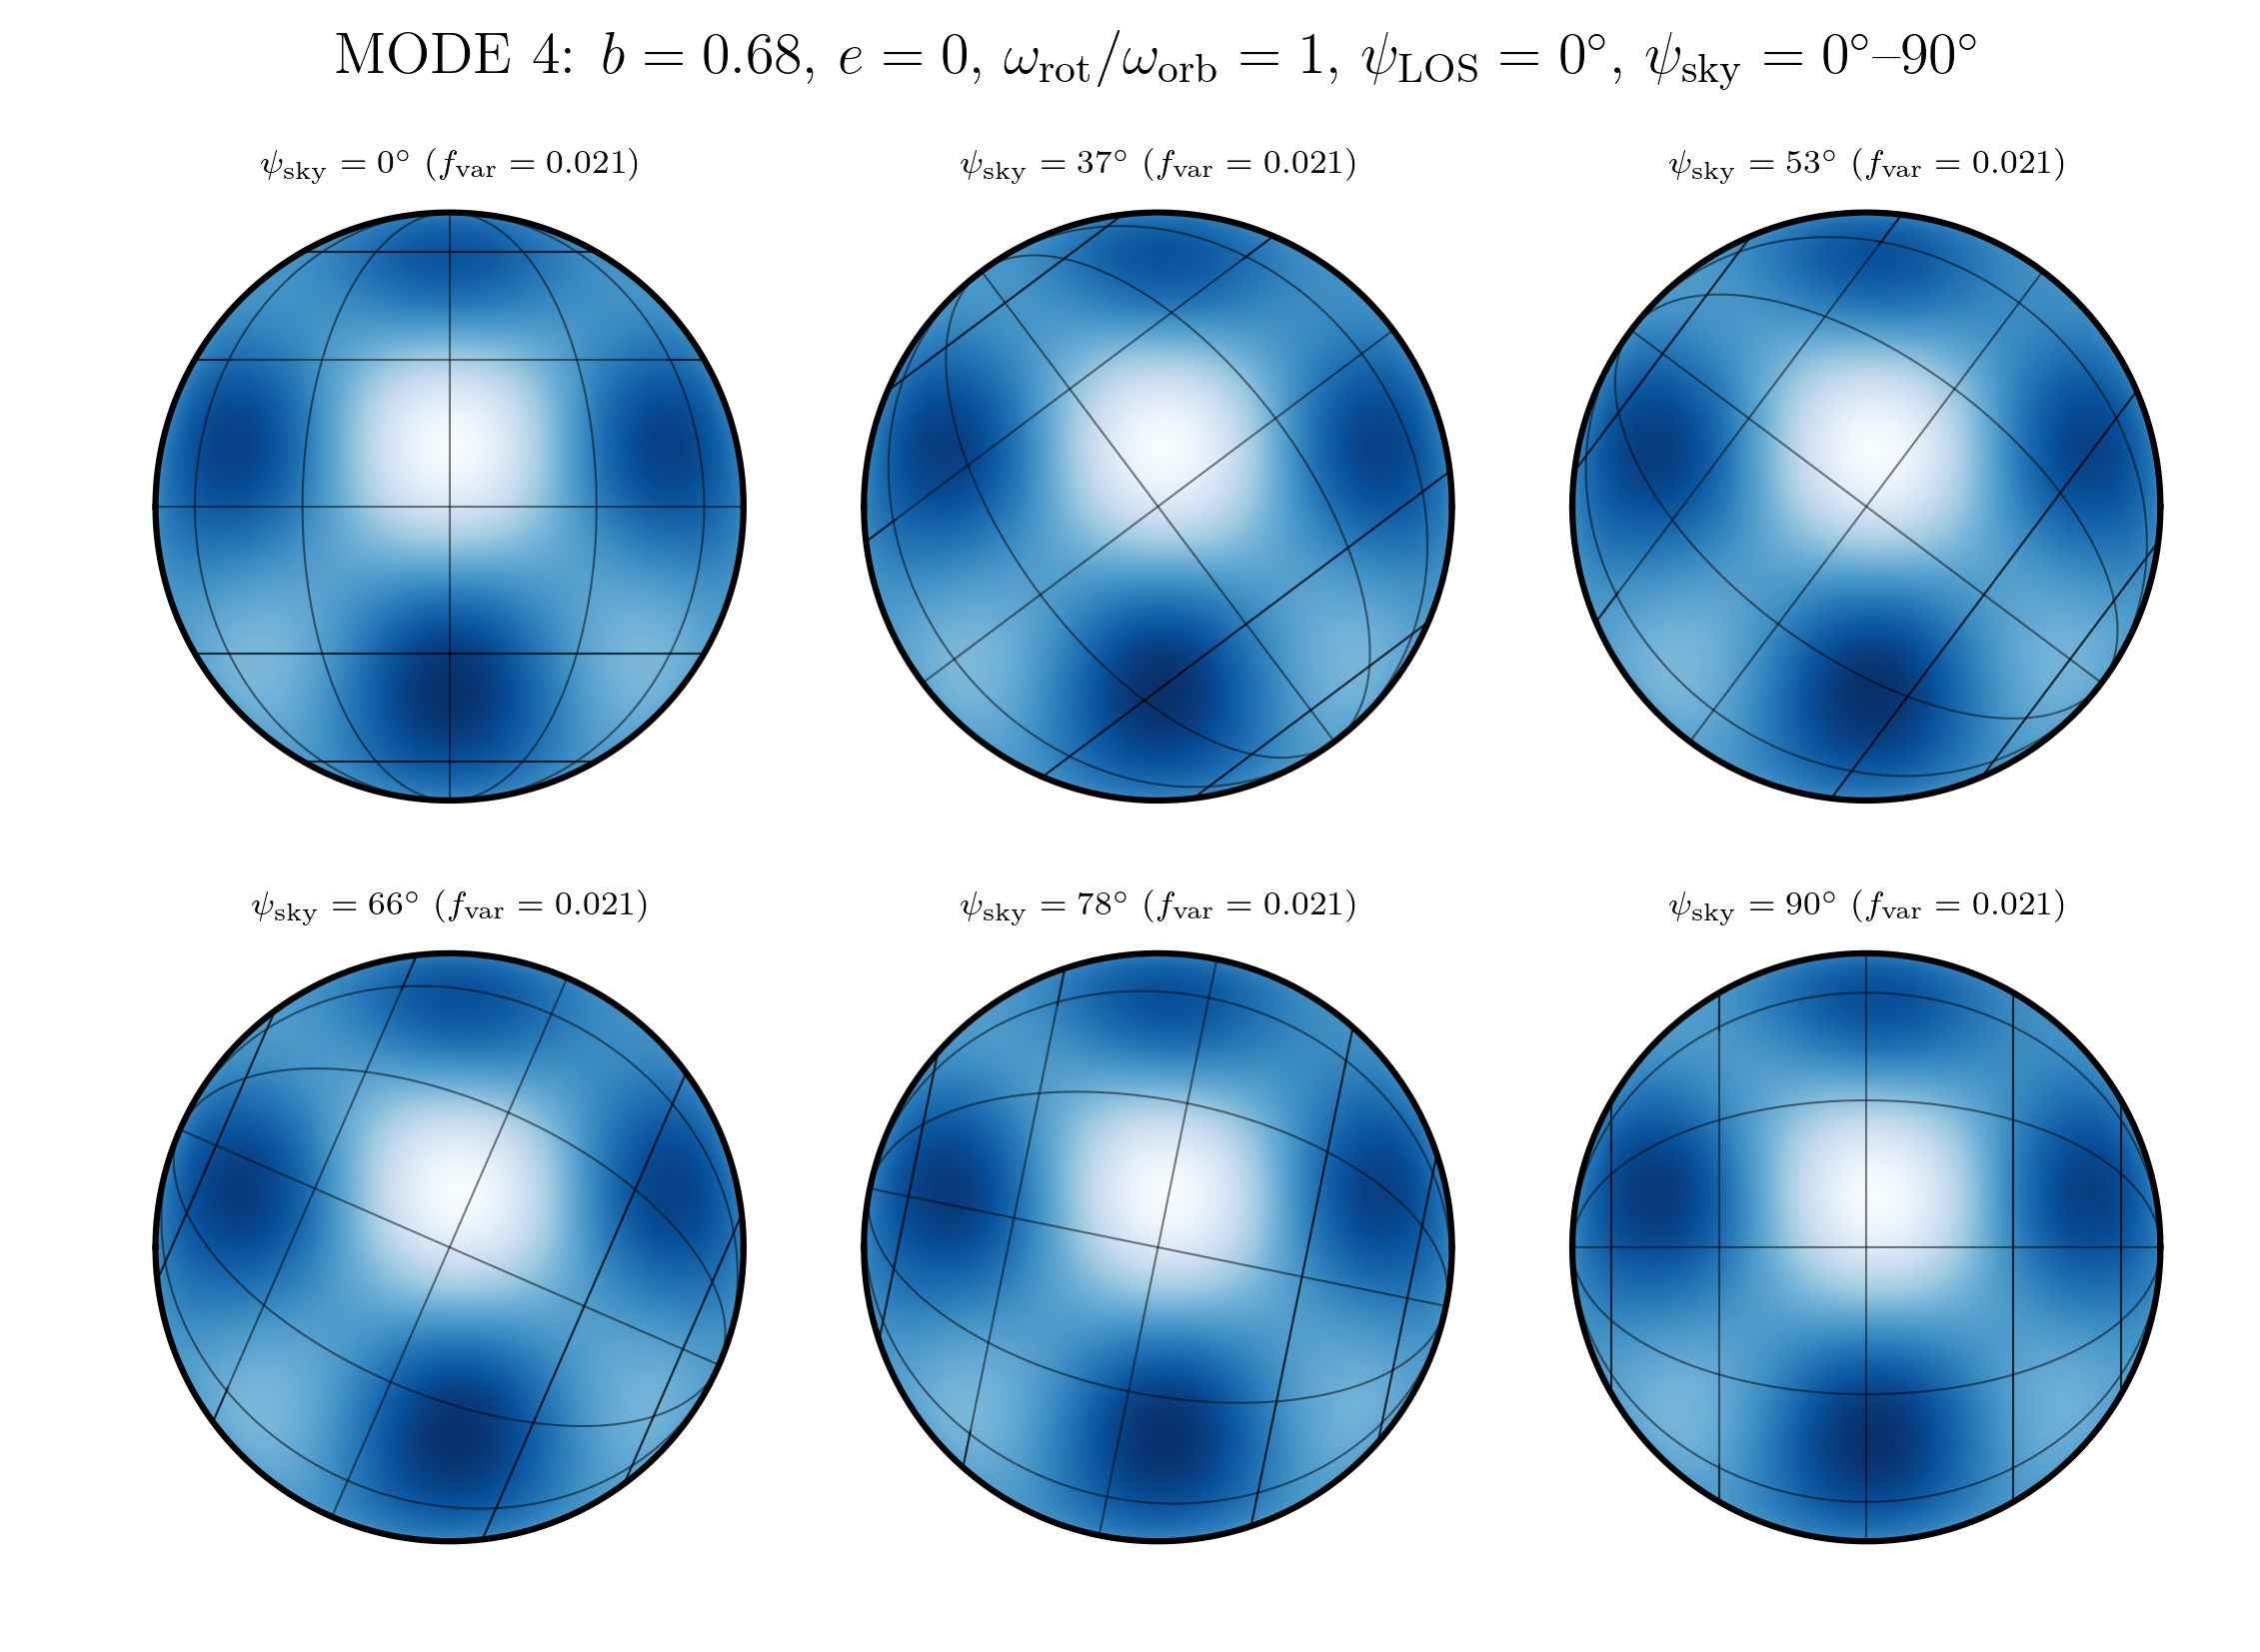 MODE 4: b = 0.68, e = 0, ω_rot/ω_orb = 1, ψ_LOS = 0°, ψ_sky = 0°–90°
ψ_sky = 0° (f_var = 0.021)
ψ_sky = 37° (f_var = 0.021)
ψ_sky = 53° (f_var = 0.021)
ψ_sky = 66° (f_var = 0.021)
ψ_sky = 78° (f_var = 0.021)
ψ_sky = 90° (f_var = 0.021)